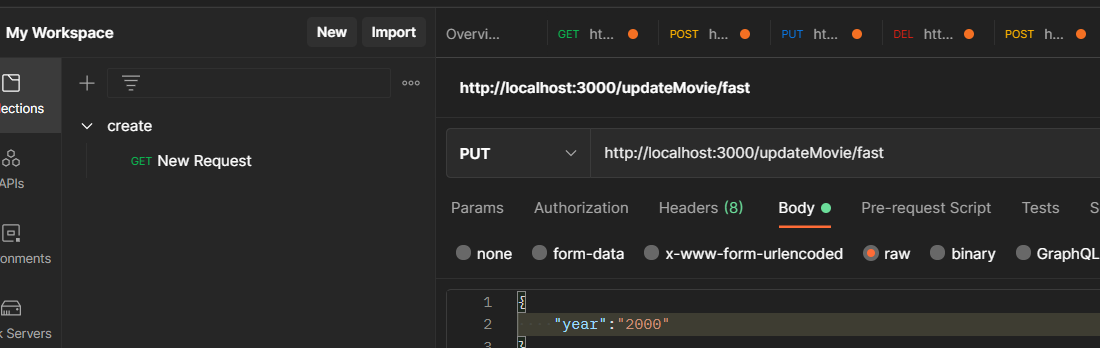 My Workspace
New
Import
Overvi...
GET ht...
POST h...
PUT ht...
DEL htt...
POST h...
lections
http://localhost:3000/updateMovie/fast
create
PUT
http://localhost:3000/updateMovie/fast
GET New Request
APIs
Params
Authorization
Headers (8)
Body
Pre-request Script
Tests
S
onments
none
form-data
x-www-form-urlencoded
raw
binary
GraphQL
k Servers
1 {
2 "year":"2000"
3 }